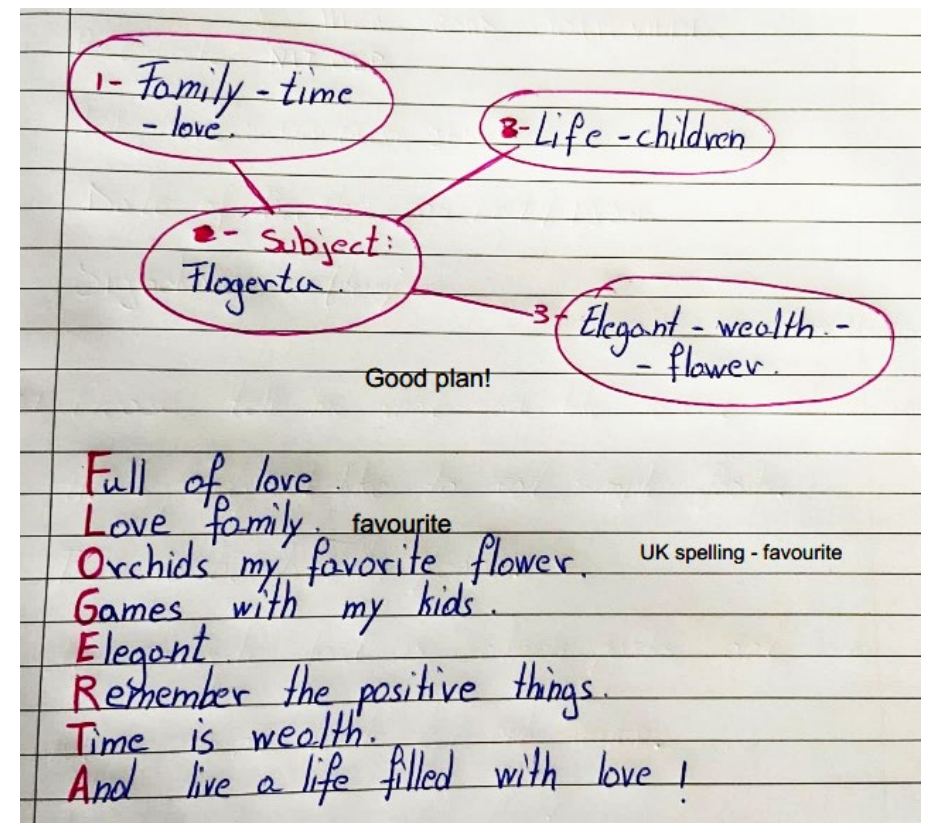 1- Family - time
- love.
2- Life - children
2- Subject:
Flogerta.
3- Elegant - wealth. -
- flower.
Good plan!
Full of love.
Love family.
favourite
Orchids my favorite flower.
UK spelling - favourite
Games with my kids.
Elegant
Remember the positive things.
Time is wealth.
And live a life filled with love!